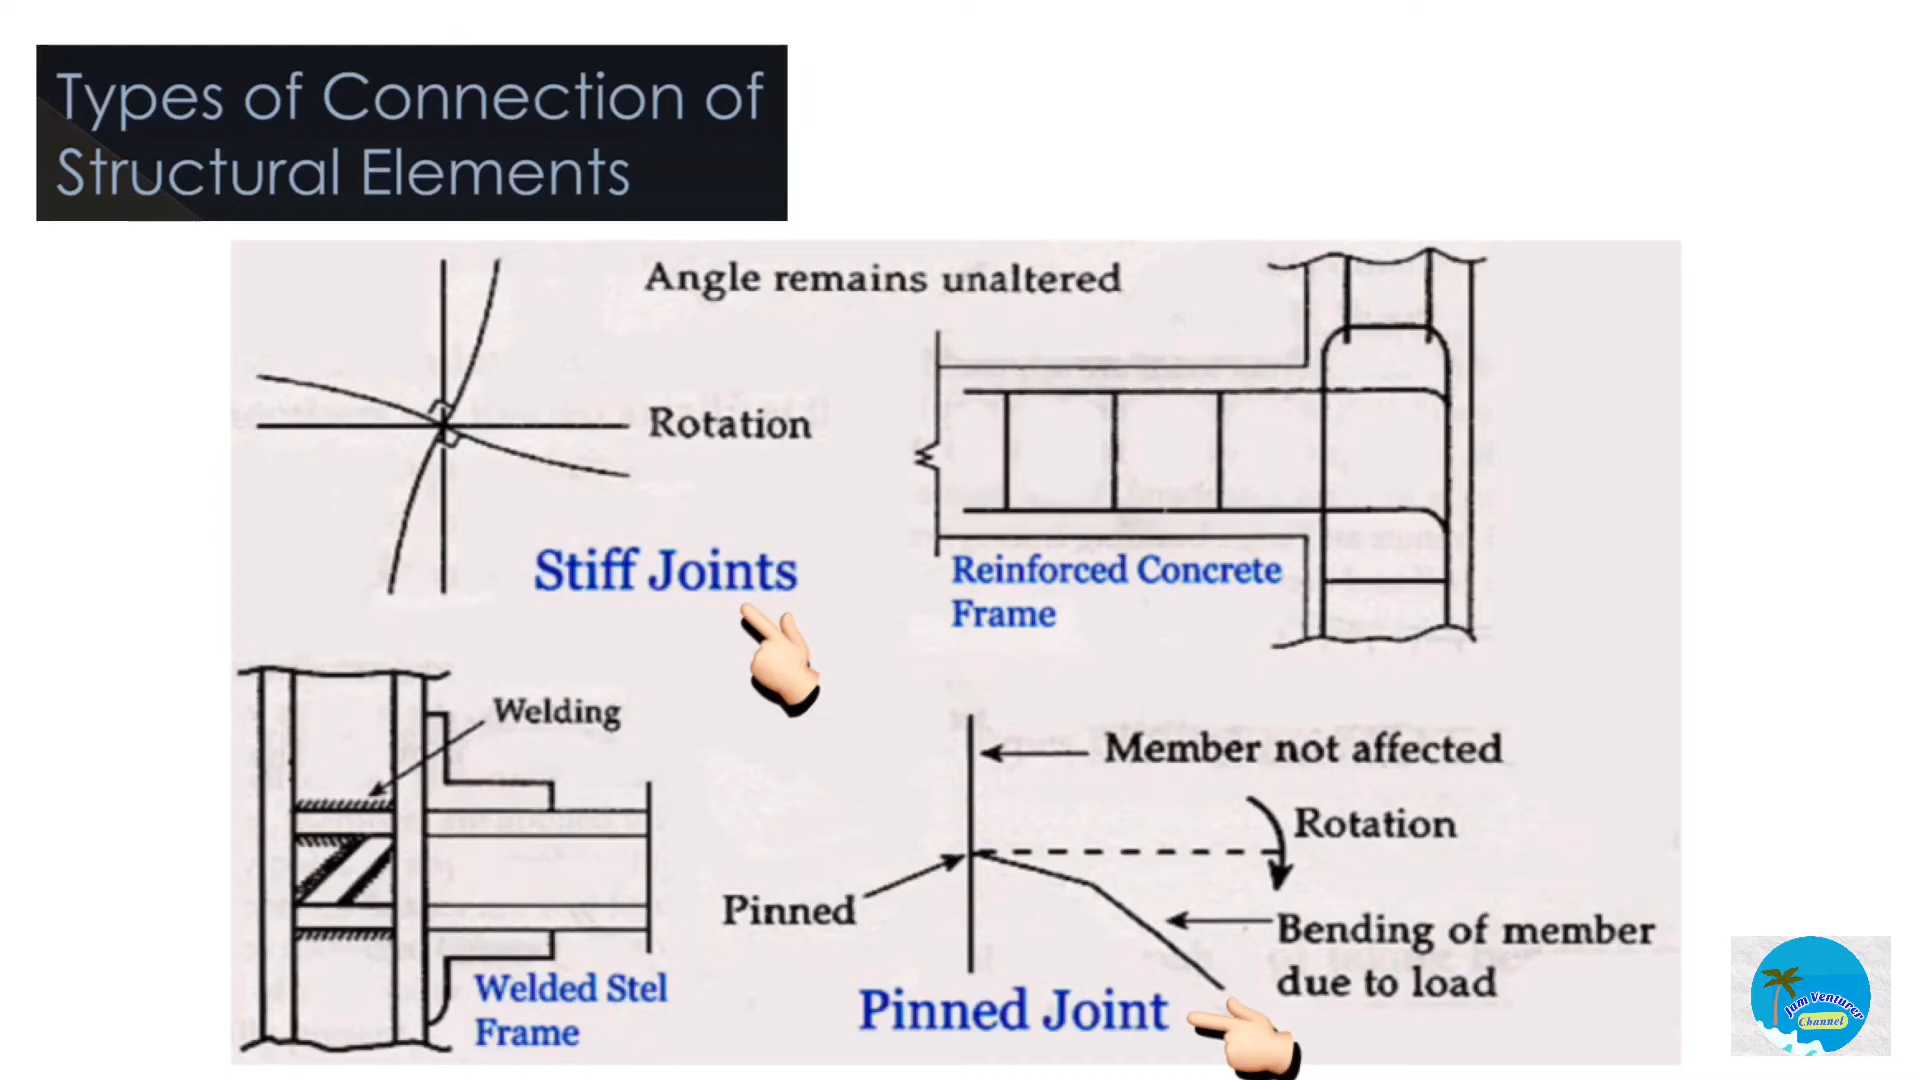 Types of Connection of
Structural Elements
Angle remains unaltered
Rotation
Stiff Joints
Reinforced Concrete
Frame
Welding
Welded Stel
Frame
Member not affected
Rotation
Pinned
Bending of member
due to load
Pinned Joint
Jam Venturer
Channel